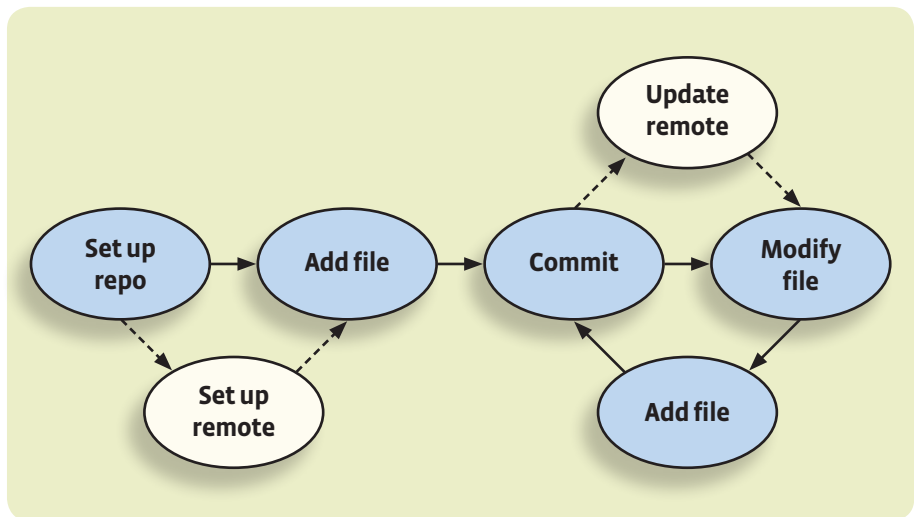 Update
remote
Set up
repo
Add file
Commit
Modify
file
Set up
remote
Add file